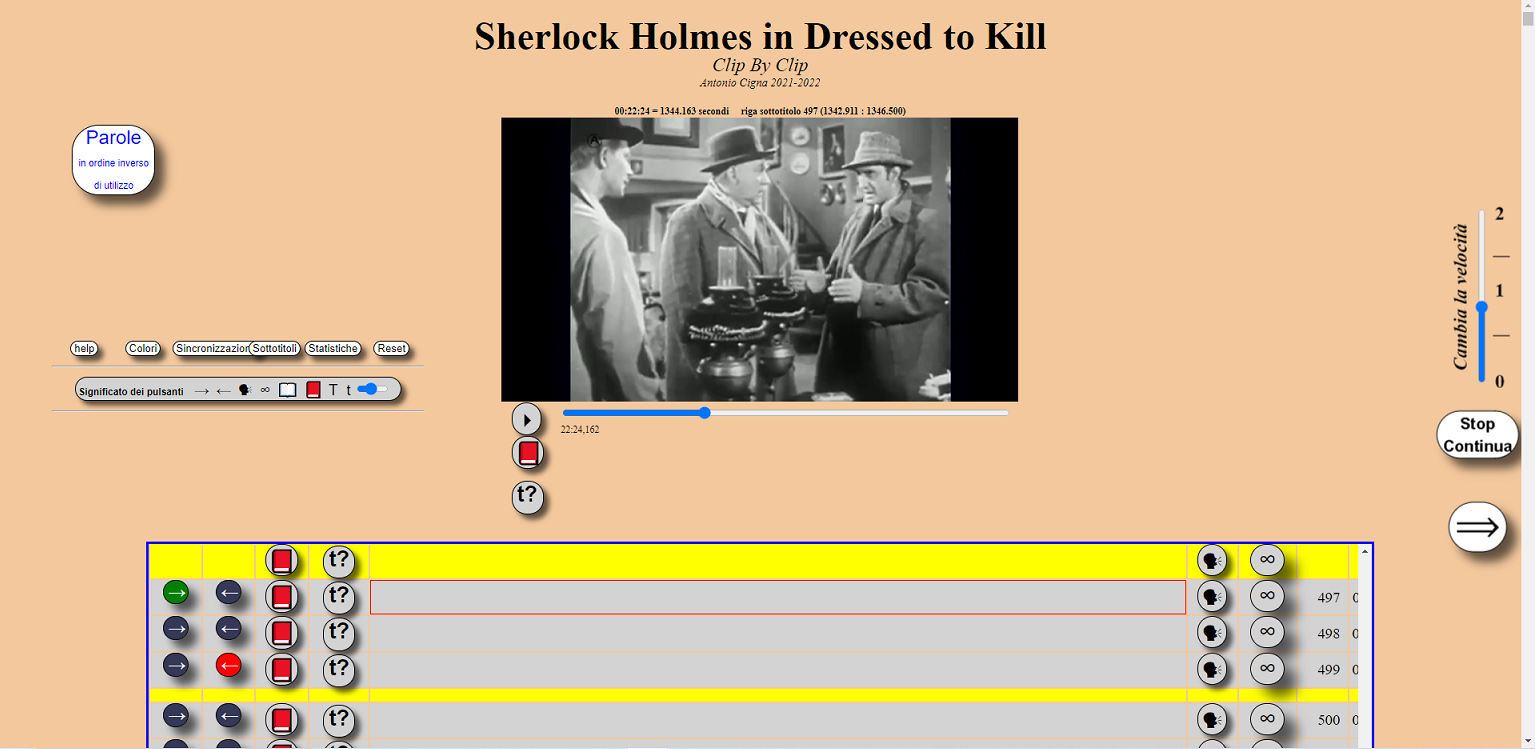 Sherlock Holmes in Dressed to Kill
Clip By Clip
Antonio Cigna 2021-2022
00:22:24 = 1344.163 secondi riga sottotitolo 497 (1342.911 : 1346.500)
Parole
in ordine inverso
di utilizzo
help Colori Sincronizzazion Sottotitoli Statistiche Reset
Significato dei pulsanti → ← ∞ T t
22:24,162
t?
Cambia la velocità
2
1
0
Stop
Continua
⟹
t? ∞
→ ← t? ∞ 497 0
→ ← t? ∞ 498 0
→ ← t? ∞ 499 0
→ ← t? ∞ 500 0